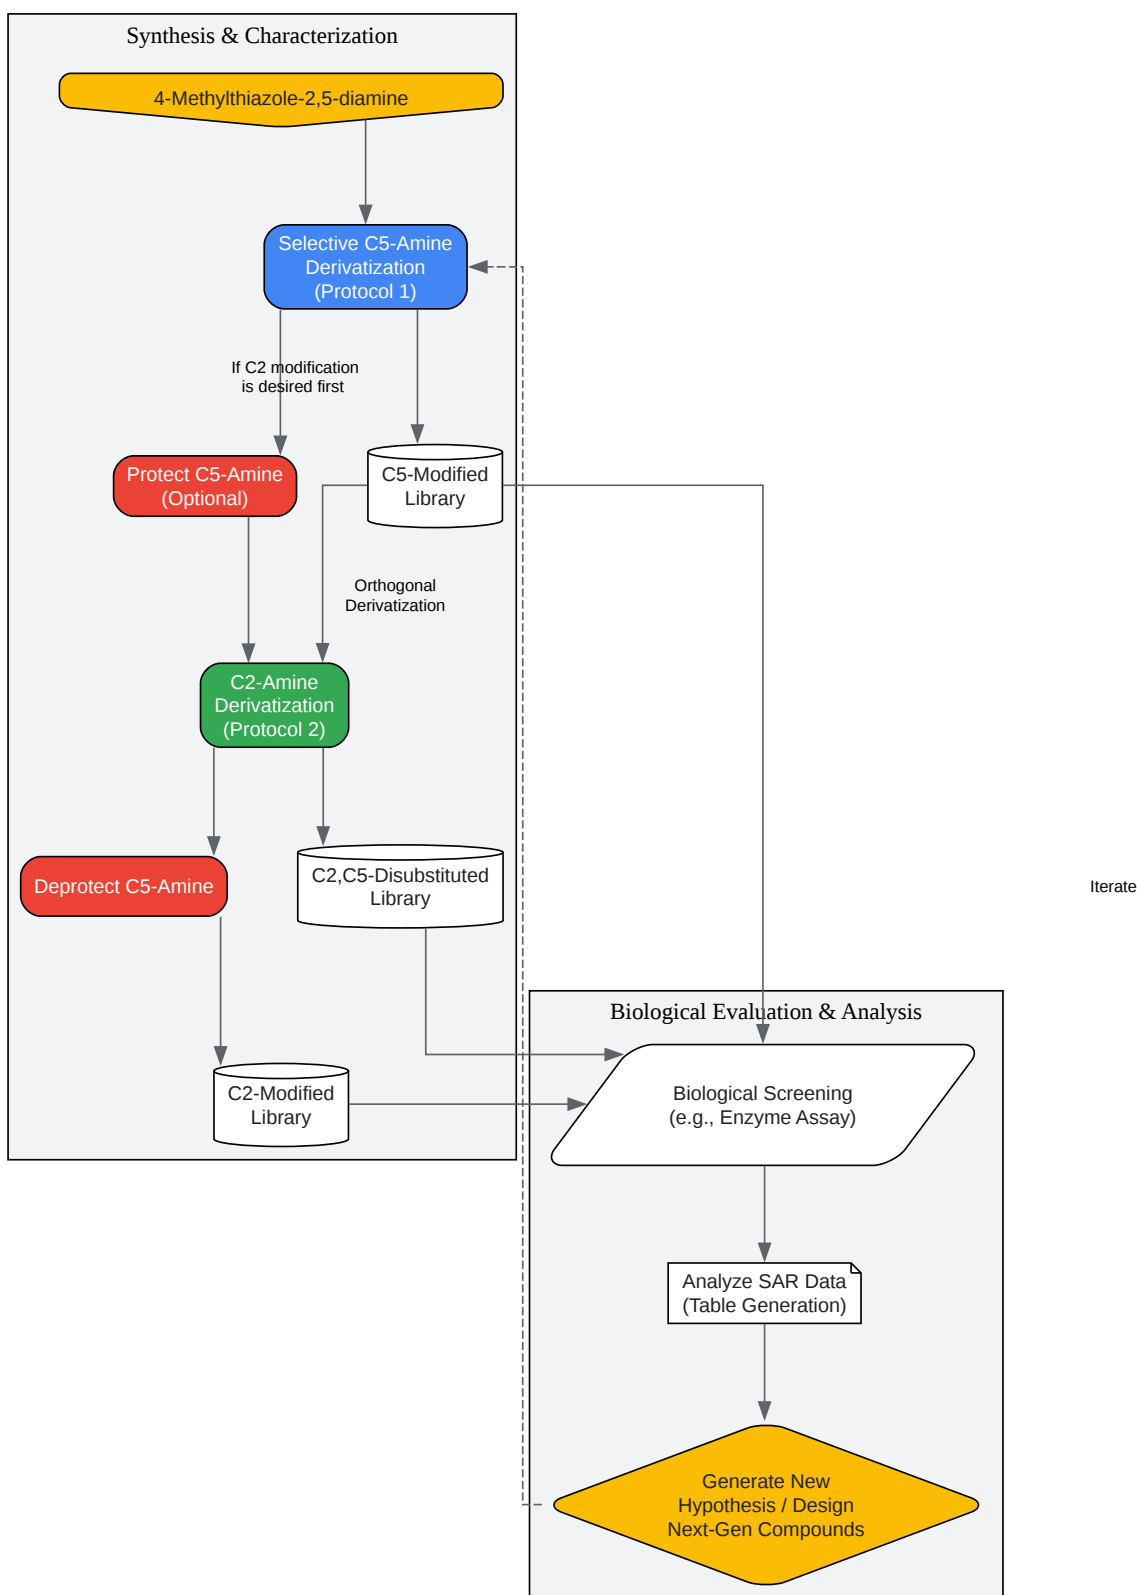 Synthesis & Characterization
4-Methylthiazole-2,5-diamine
Selective C5-Amine
Derivatization
(Protocol 1)
If C2 modification
is desired first
Protect C5-Amine
(Optional)
C5-Modified
Library
Orthogonal
Derivatization
C2-Amine
Derivatization
(Protocol 2)
Deprotect C5-Amine
C2,C5-Disubstituted
Library
Iterate
Biological Evaluation & Analysis
C2-Modified
Library
Biological Screening
(e.g., Enzyme Assay)
Analyze SAR Data
(Table Generation)
Generate New
Hypothesis / Design
Next-Gen Compounds